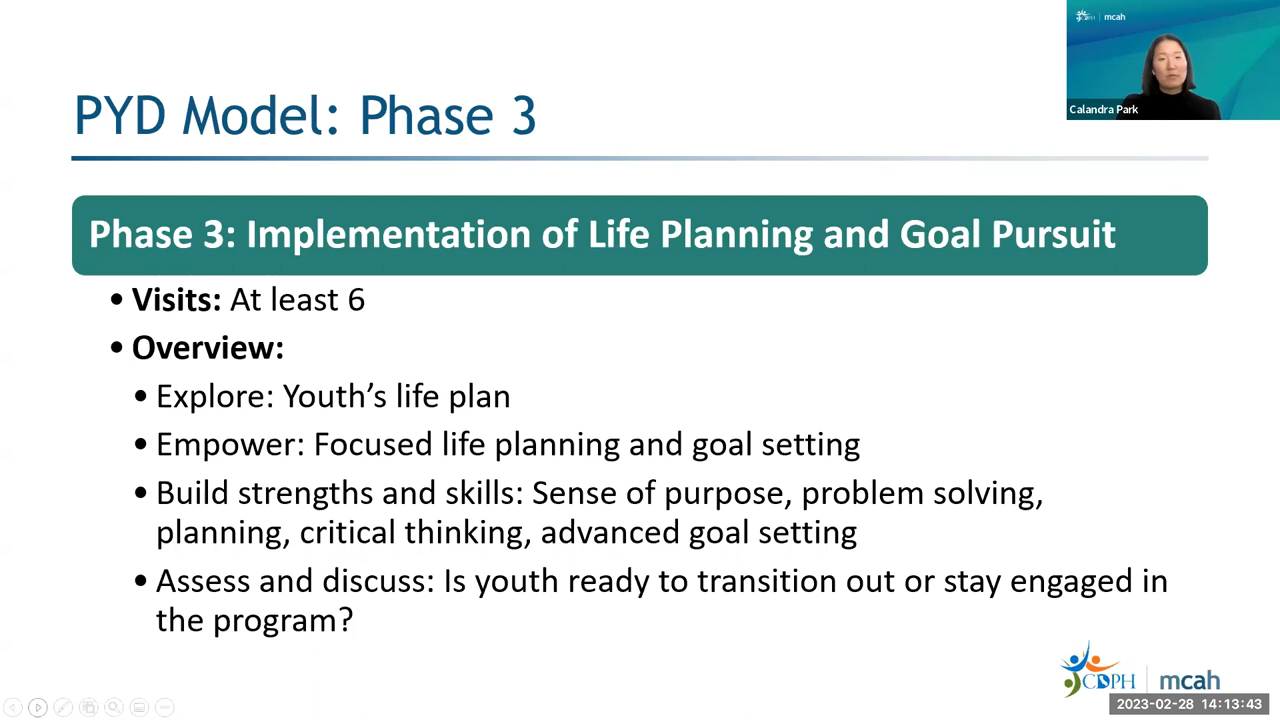 CDPH mcah
Calandra Park
PYD Model: Phase 3
Phase 3: Implementation of Life Planning and Goal Pursuit
• Visits: At least 6
• Overview:
• Explore: Youth’s life plan
• Empower: Focused life planning and goal setting
• Build strengths and skills: Sense of purpose, problem solving,
planning, critical thinking, advanced goal setting
• Assess and discuss: Is youth ready to transition out or stay engaged in
the program?
CDPH mcah
2023-02-28 14:13:43